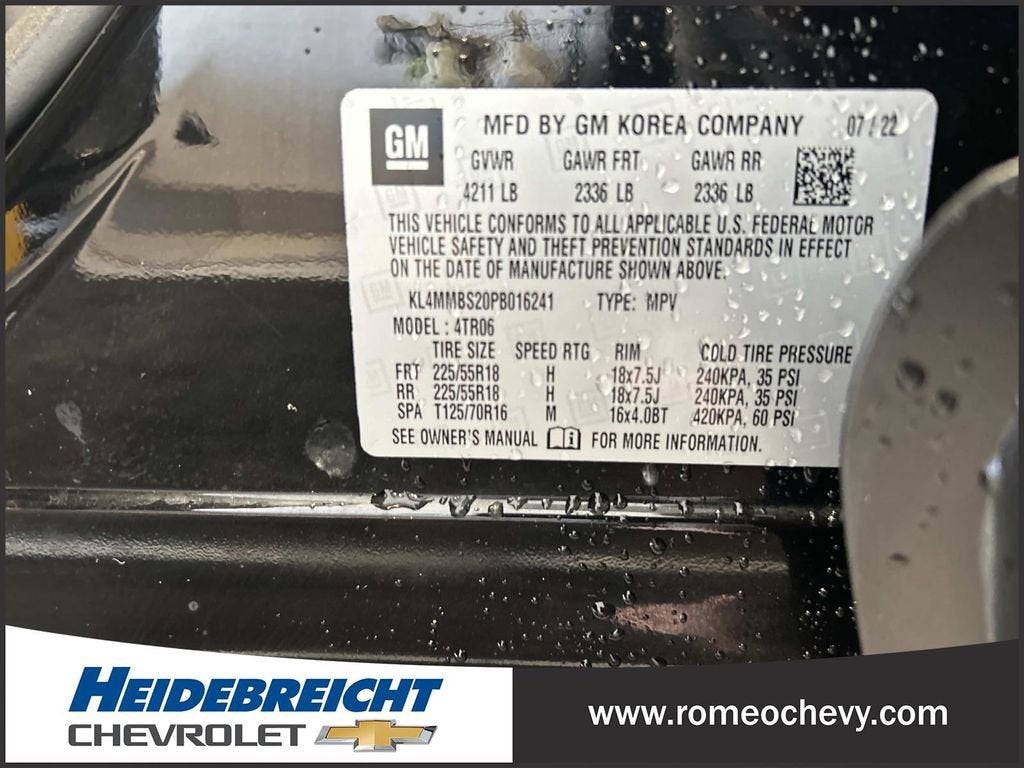 GM
MFD BY GM KOREA COMPANY 07/22
GVWR GAWR FRT GAWR RR
4211 LB 2336 LB 2336 LB
THIS VEHICLE CONFORMS TO ALL APPLICABLE U.S. FEDERAL MOTOR
VEHICLE SAFETY AND THEFT PREVENTION STANDARDS IN EFFECT
ON THE DATE OF MANUFACTURE SHOWN ABOVE.
KL4MMBS20PB016241 TYPE: MPV
MODEL : 4TR06
TIRE SIZE SPEED RTG RIM COLD TIRE PRESSURE
FRT 225/55R18 H 18x7.5J 240KPA, 35 PSI
RR 225/55R18 H 18x7.5J 240KPA, 35 PSI
SPA T125/70R16 M 16x4.0BT 420KPA, 60 PSI
SEE OWNER'S MANUAL FOR MORE INFORMATION.
HEIDEBREICHT
CHEVROLET
www.romeochevy.com